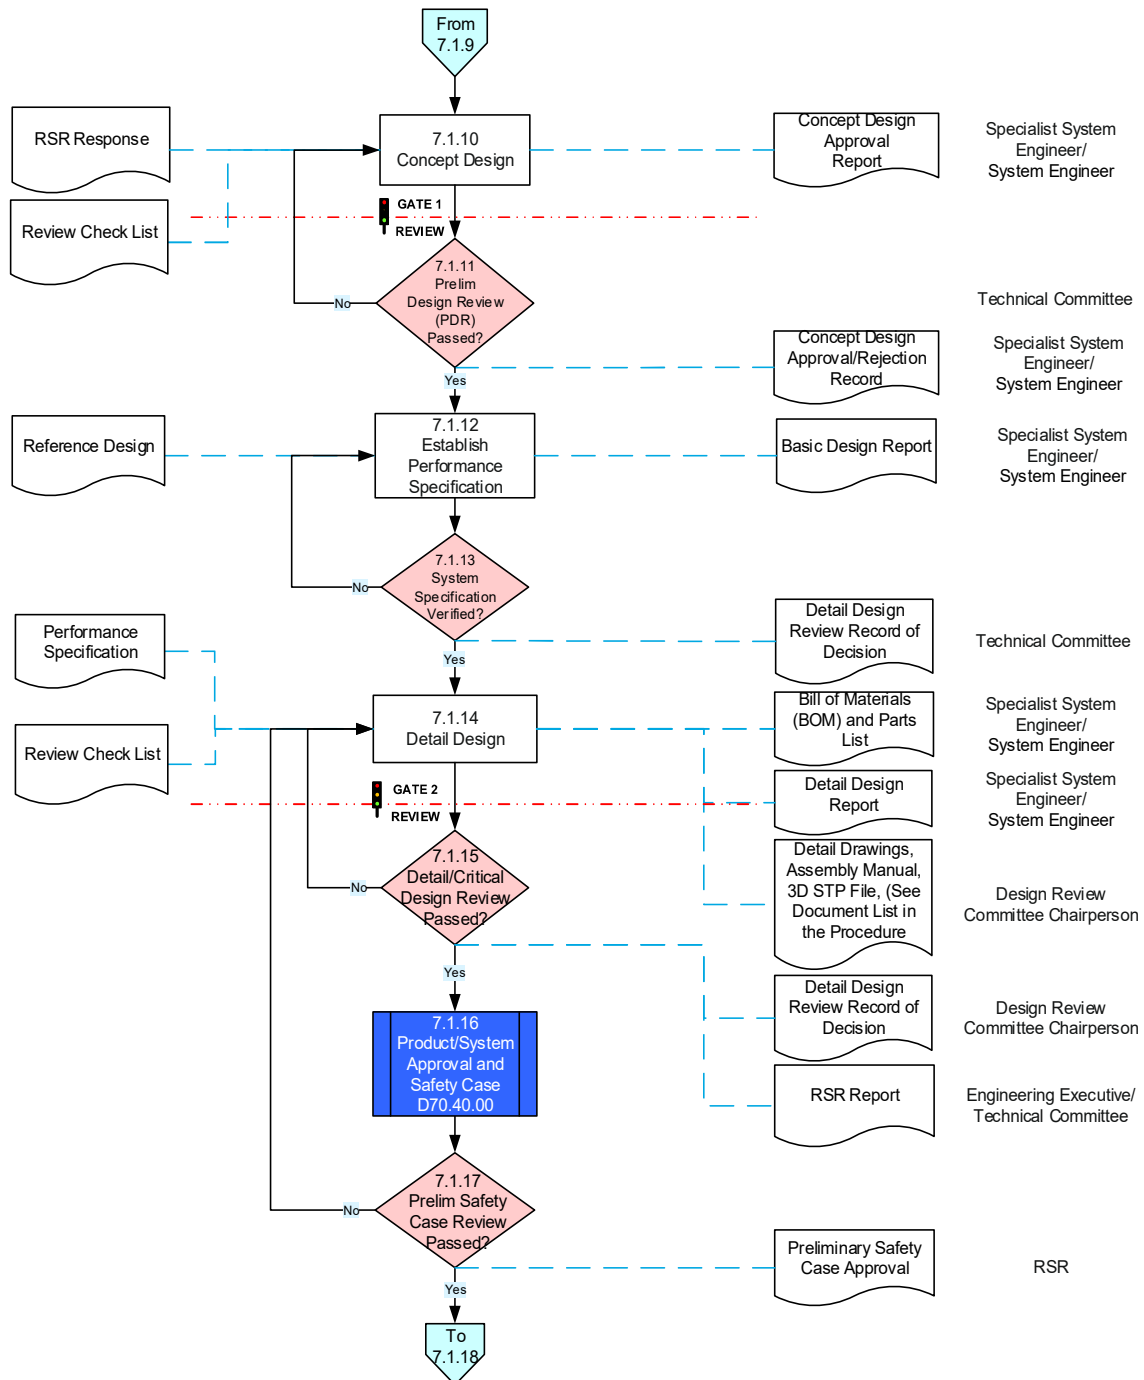 From
7.1.9
RSR Response
7.1.10
Concept Design
Concept Design
Approval
Report
Specialist System
Engineer/
System Engineer
Review Check List
GATE 1
REVIEW
7.1.11
Prelim
Design Review
(PDR)
Passed?
No
Technical Committee
Yes
Concept Design
Approval/Rejection
Record
Specialist System
Engineer/
System Engineer
Reference Design
7.1.12
Establish
Performance
Specification
Basic Design Report
Specialist System
Engineer/
System Engineer
7.1.13
System
Specification
Verified?
No
Yes
Detail Design
Review Record of
Decision
Technical Committee
Performance
Specification
Review Check List
7.1.14
Detail Design
Bill of Materials
(BOM) and Parts
List
Specialist System
Engineer/
System Engineer
GATE 2
REVIEW
Detail Design
Report
Specialist System
Engineer/
System Engineer
7.1.15
Detail/Critical
Design Review
Passed?
No
Yes
Detail Drawings,
Assembly Manual,
3D STP File, (See
Document List in
the Procedure
Design Review
Committee Chairperson
Detail Design
Review Record of
Decision
Design Review
Committee Chairperson
7.1.16
Product/System
Approval and
Safety Case
D70.40.00
RSR Report
Engineering Executive/
Technical Committee
7.1.17
Prelim Safety
Case Review
Passed?
No
Yes
Preliminary Safety
Case Approval
RSR
To
7.1.18